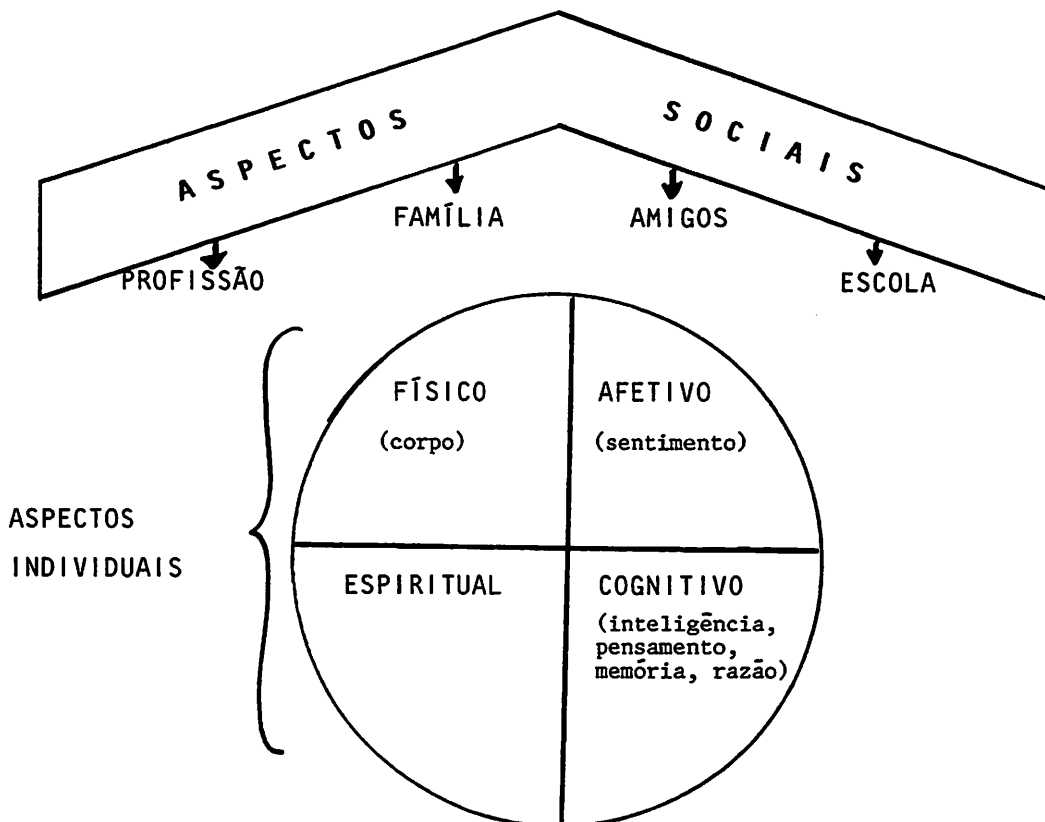 ASPECTOS SOCIAIS
FAMÍLIA AMIGOS
PROFISSÃO ESCOLA
FÍSICO AFETIVO
(corpo) (sentimento)
ASPECTOS
INDIVIDUAIS
ESPIRITUAL COGNITIVO
(inteligência,
pensamento,
memória, razão)